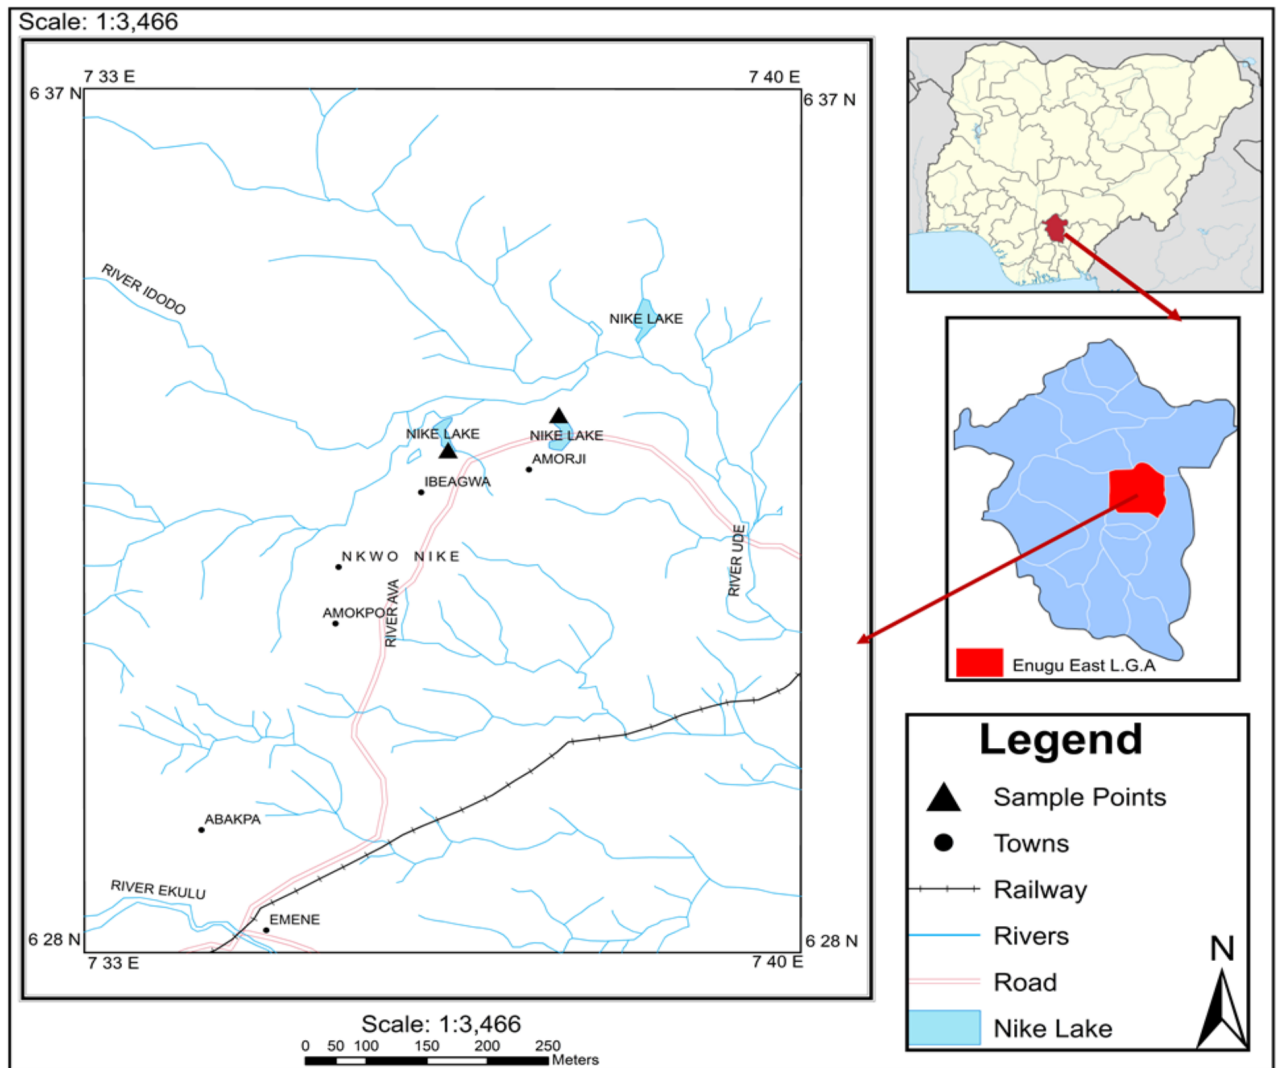 Scale: 1:3,466
7 33 E
7 40 E
6 37 N
6 37 N
RIVER IDODO
NIKE LAKE
NIKE LAKE
NIKE LAKE
AMORJI
IBEAGWA
NKWO NIKE
RIVER UDE
AMOKPO
RIVER AVA
ABAKPA
RIVER EKULU
EMENE
6 28 N
6 28 N
7 33 E
7 40 E
Scale: 1:3,466
0 50 100 150 200 250
Meters
Enugu East L.G.A
Legend
Sample Points
Towns
Railway
Rivers
Road
Nike Lake
N